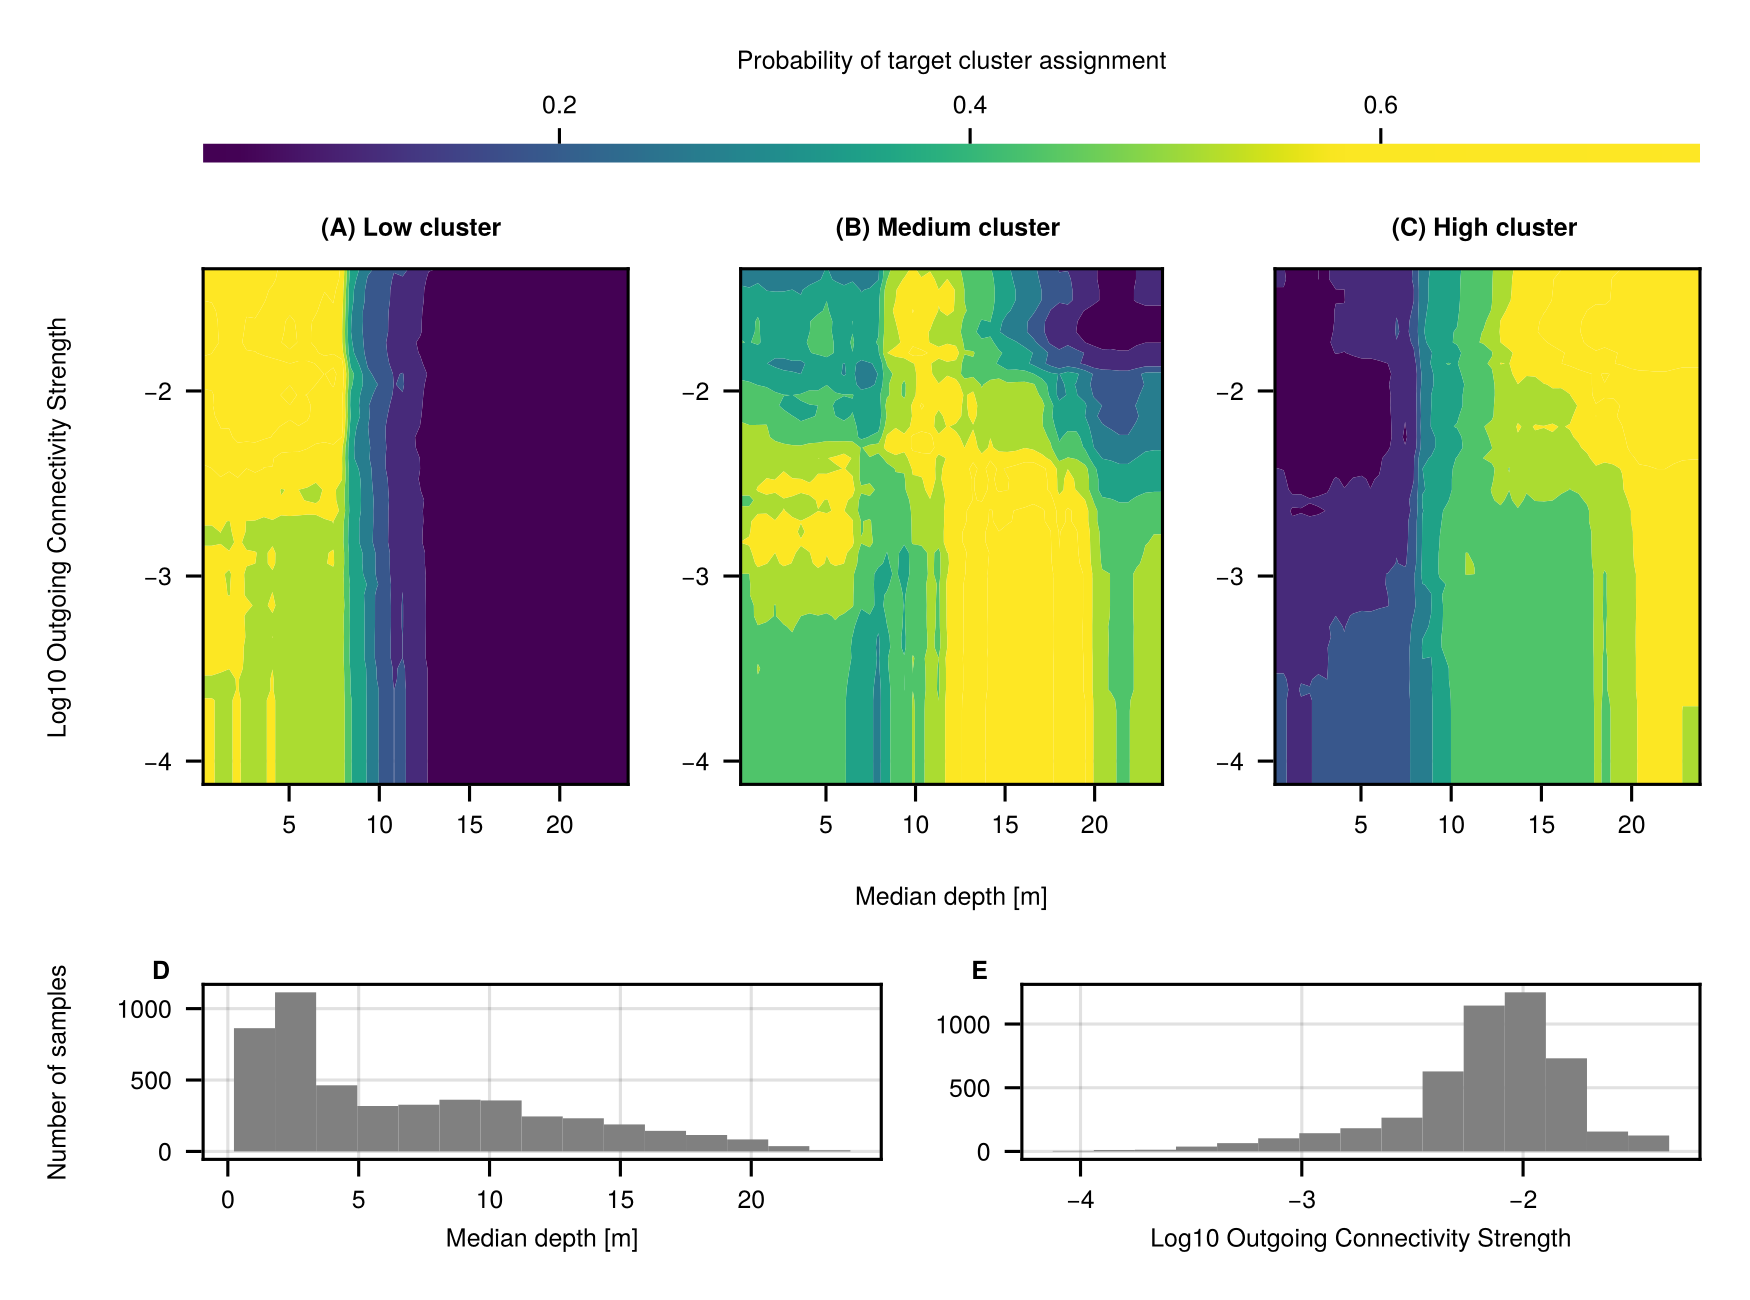 Probability of target cluster assignment
0.2 0.4 0.6
(A) Low cluster (B) Medium cluster (C) High cluster
Log10 Outgoing Connectivity Strength
−2 −2 −2
−3 −3 −3
−4 −4 −4
5 10 15 20 5 10 15 20 5 10 15 20
Median depth [m]
D E
Number of samples
1000 1000
500 500
0 0
0 5 10 15 20 −4 −3 −2
Median depth [m] Log10 Outgoing Connectivity Strength